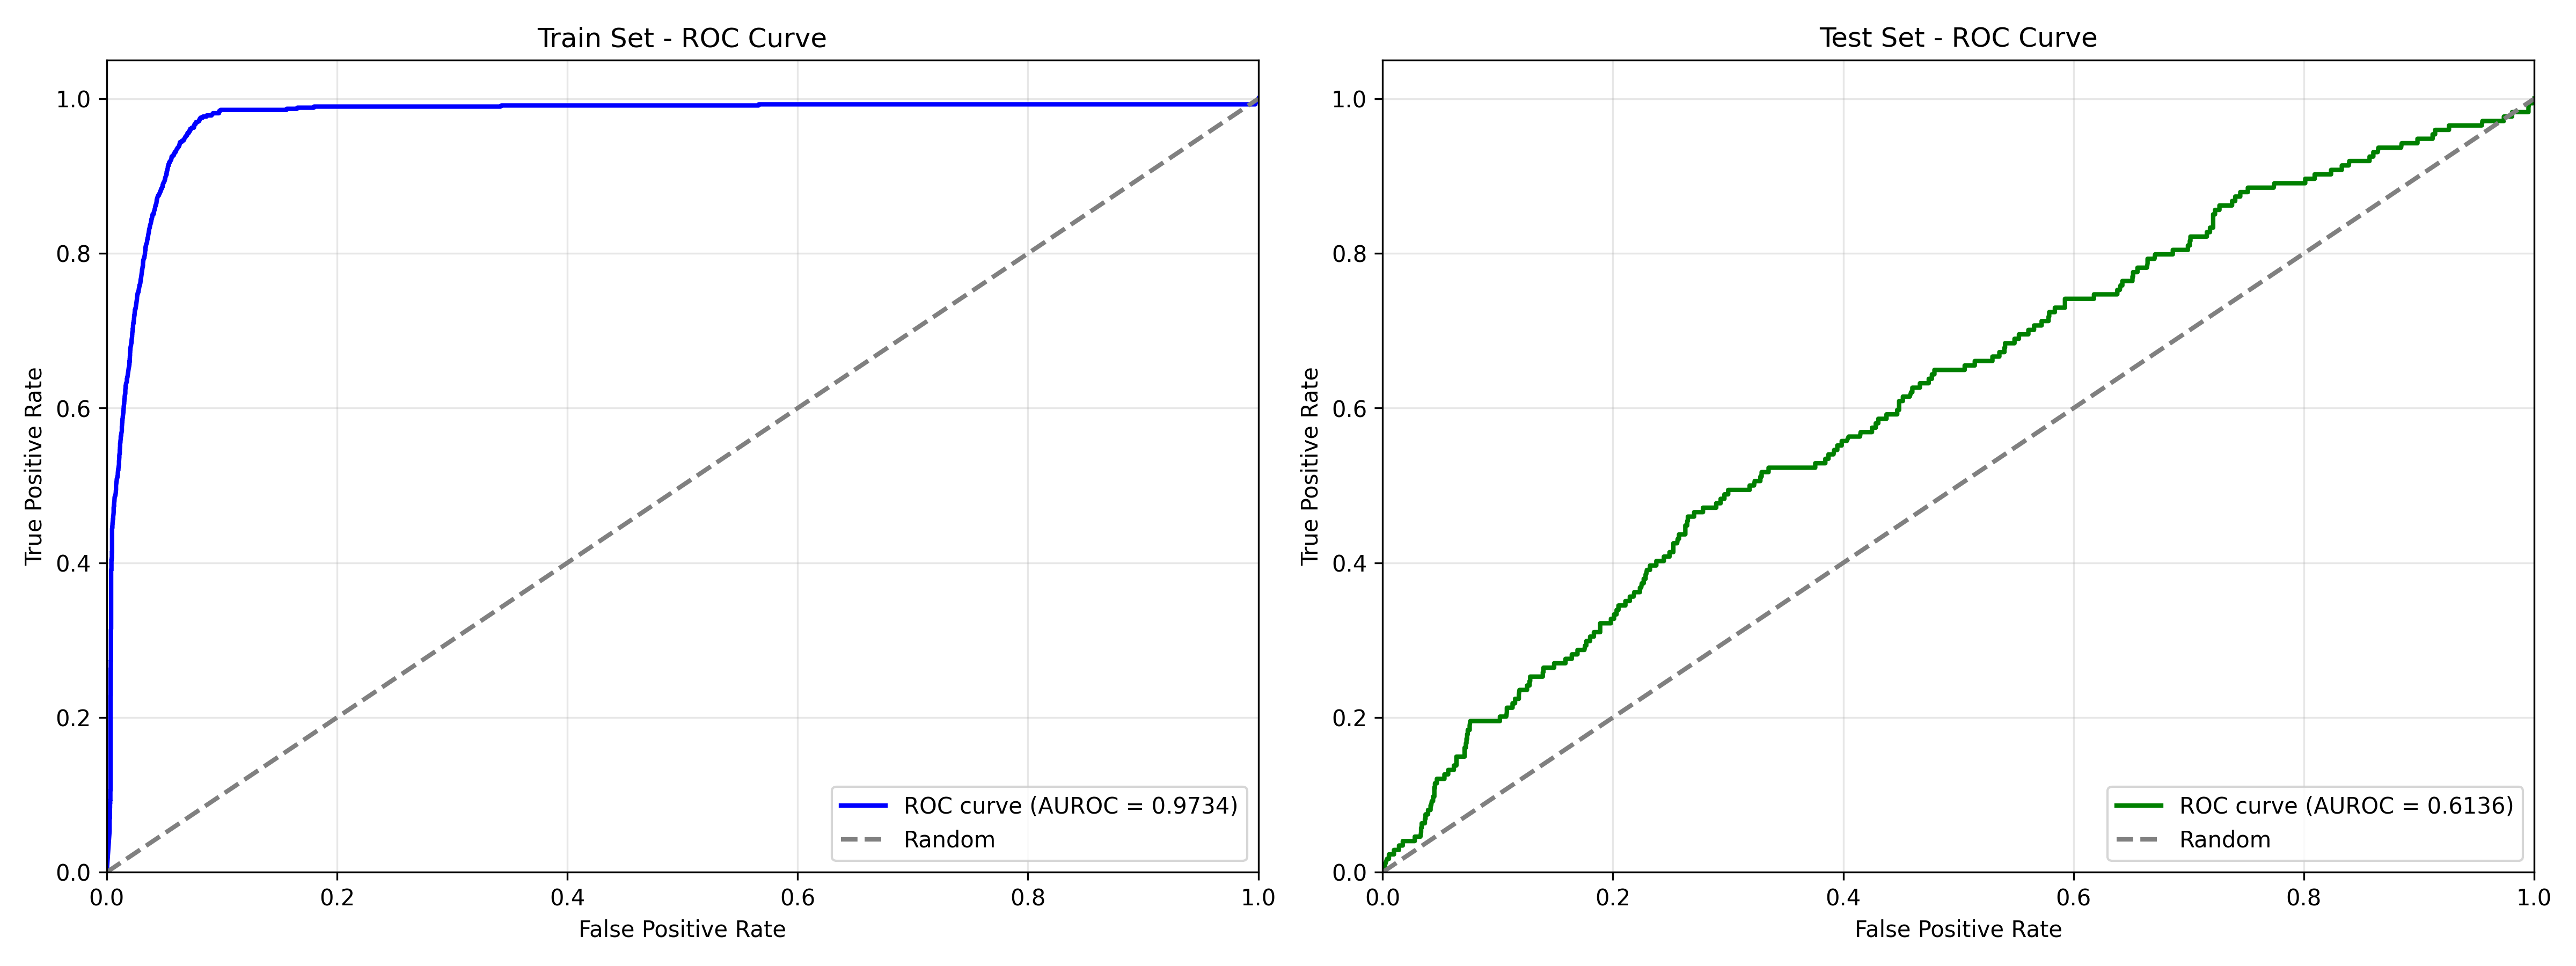 Train Set - ROC Curve
True Positive Rate
1.0
0.8
0.6
0.4
0.2
0.0
ROC curve (AUROC = 0.9734)
Random
0.0 0.2 0.4 0.6 0.8 1.0
False Positive Rate
Test Set - ROC Curve
True Positive Rate
1.0
0.8
0.6
0.4
0.2
0.0
ROC curve (AUROC = 0.6136)
Random
0.0 0.2 0.4 0.6 0.8 1.0
False Positive Rate